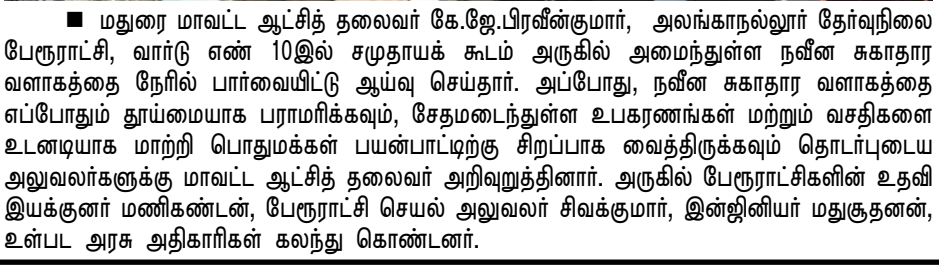 ■ மதுரை மாவட்ட ஆட்சித் தலைவர் கே.ஜே.பிரவீன்குமார், அலங்காநல்லூர் தேர்வுநிலை
பேரூராட்சி, வார்டு எண் 10இல் சமுதாயக் கூடம் அருகில் அமைந்துள்ள நவீன சுகாதார
வளாகத்தை நேரில் பார்வையிட்டு ஆய்வு செய்தார். அப்போது, நவீன சுகாதார வளாகத்தை
எப்போதும் தூய்மையாக பராமரிக்கவும், சேதமடைந்துள்ள உபகரணங்கள் மற்றும் வசதிகளை
உடனடியாக மாற்றி பொதுமக்கள் பயன்பாட்டிற்கு சிறப்பாக வைத்திருக்கவும் தொடர்புடைய
அலுவலர்களுக்கு மாவட்ட ஆட்சித் தலைவர் அறிவுறுத்தினார். அருகில் பேரூராட்சிகளின் உதவி
இயக்குனர் மணிகண்டன், பேரூராட்சி செயல் அலுவலர் சிவக்குமார், இன்ஜினியர் மதுசூதனன்,
உள்பட அரசு அதிகாரிகள் கலந்து கொண்டனர்.